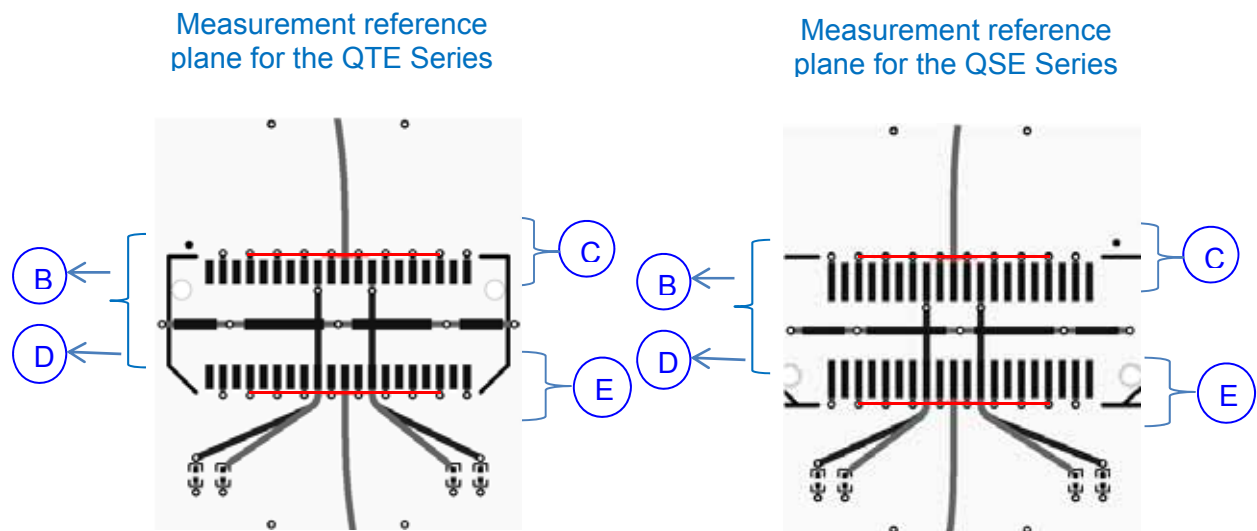 Measurement reference
plane for the QTE Series
B
D
C
E
Measurement reference
plane for the QSE Series
B
D
C
E